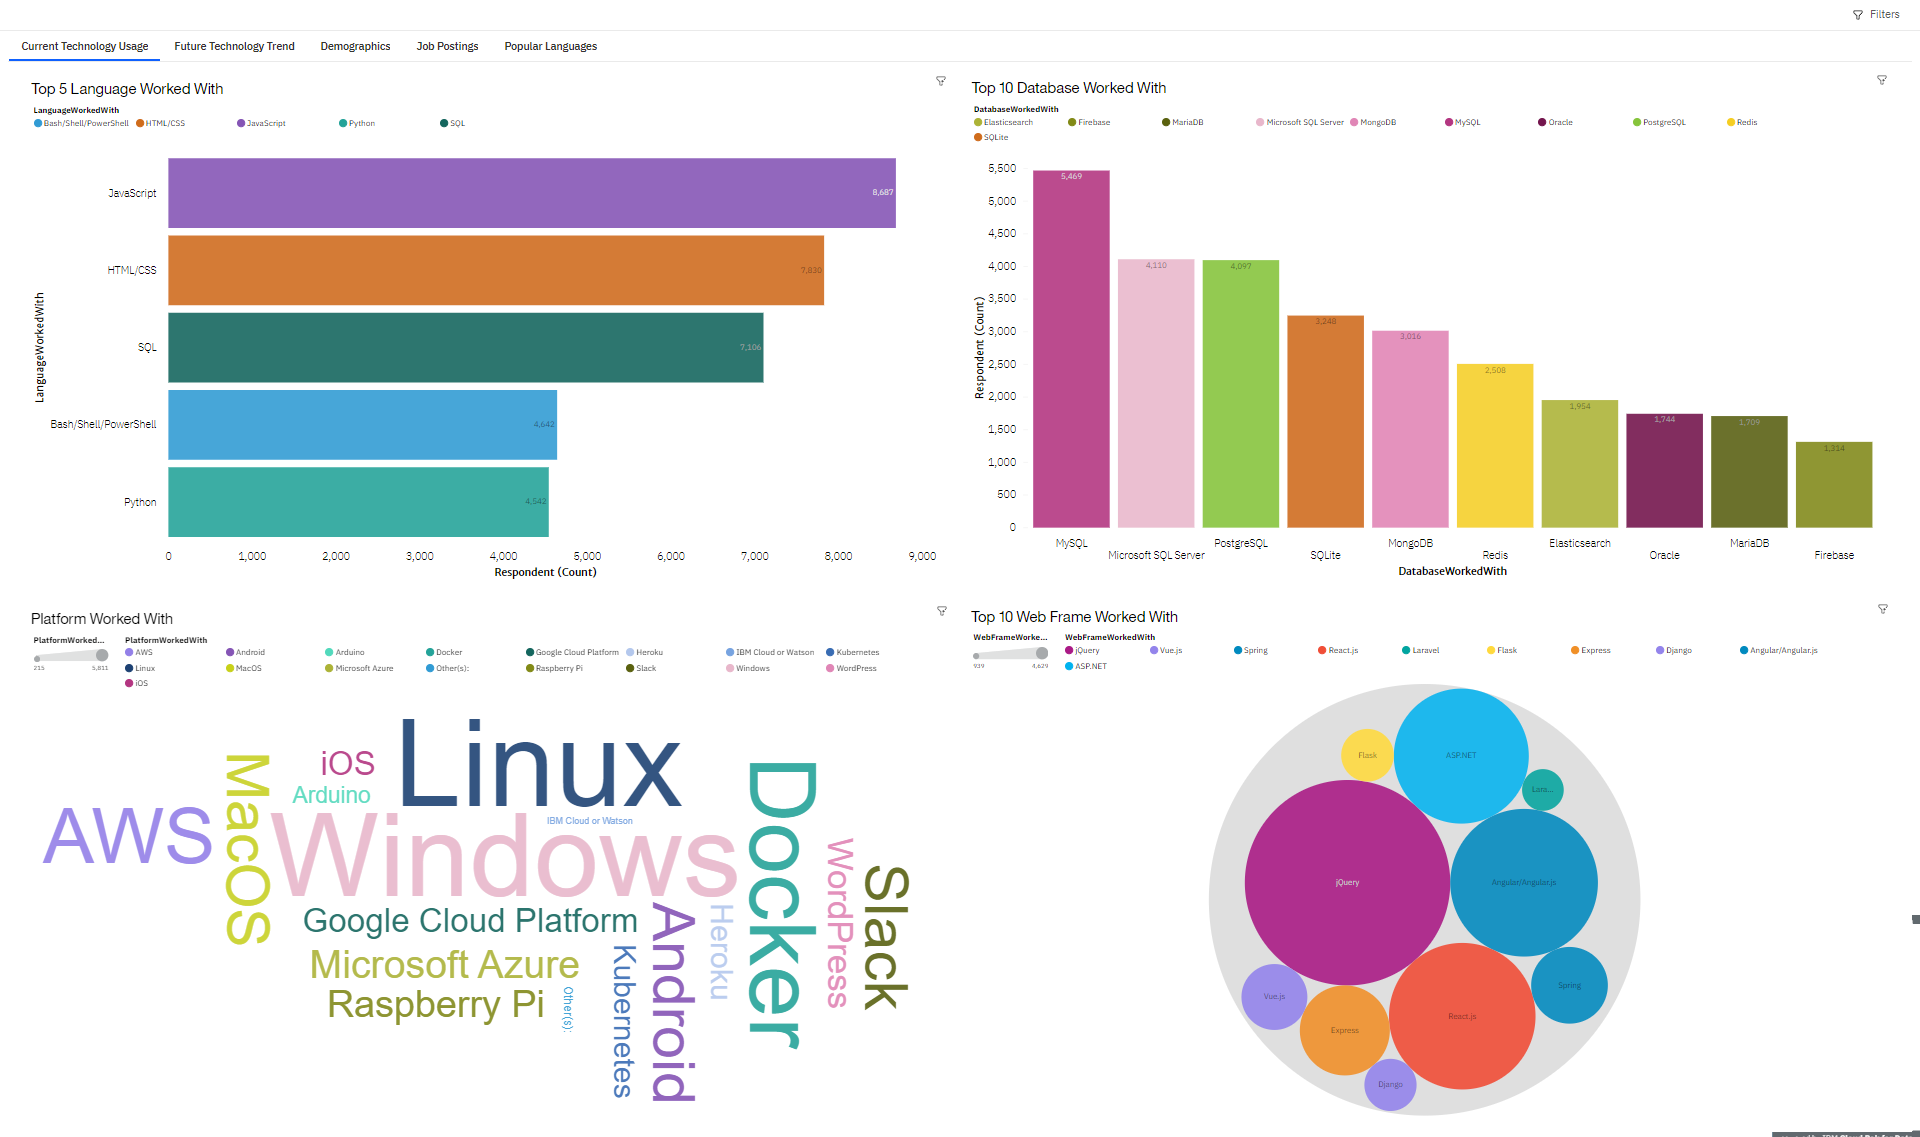 Filters
Current Technology Usage Future Technology Trend Demographics Job Postings Popular Languages
Top 5 Language Worked With
LanguageWorkedWith
Bash/Shell/PowerShell HTML/CSS JavaScript Python SQL
LanguageWorkedWith
JavaScript 8,687
HTML/CSS 7,830
SQL 7,106
Bash/Shell/PowerShell 4,642
Python 4,542
0 1,000 2,000 3,000 4,000 5,000 6,000 7,000 8,000 9,000
Respondent (Count)
Top 10 Database Worked With
DatabaseWorkedWith
Elasticsearch Firebase MariaDB Microsoft SQL Server MongoDB MySQL Oracle PostgreSQL Redis
SQLite
Respondent (Count)
5,500
5,000
4,500
4,000
3,500
3,000
2,500
2,000
1,500
1,000
500
0
5,469 4,110 4,097 3,248 3,016 2,508 1,954 1,744 1,709 1,314
MySQL Microsoft SQL Server PostgreSQL SQLite MongoDB Redis Elasticsearch Oracle MariaDB Firebase
DatabaseWorkedWith
Platform Worked With
PlatformWorked... PlatformWorkedWith
215 5,811
AWS Android Arduino Docker Google Cloud Platform Heroku IBM Cloud or Watson Kubernetes
Linux MacOS Microsoft Azure Other(s): Raspberry Pi Slack Windows WordPress
iOS
Linux
iOS
Arduino
MacOS
AWS
IBM Cloud or Watson
Windows
Docker
WordPress
Slack
Google Cloud Platform
Android
Heroku
Microsoft Azure
Kubernetes
Raspberry Pi
Other(s):
Top 10 Web Frame Worked With
WebFrameWorke... WebFrameWorkedWith
939 4,629
jQuery Vue.js Spring React.js Laravel Flask Express Django Angular/Angular.js
ASP.NET
Flask
ASP.NET
Lara...
jQuery
Angular/Angular.js
Vue.js
Spring
Express
React.js
Django